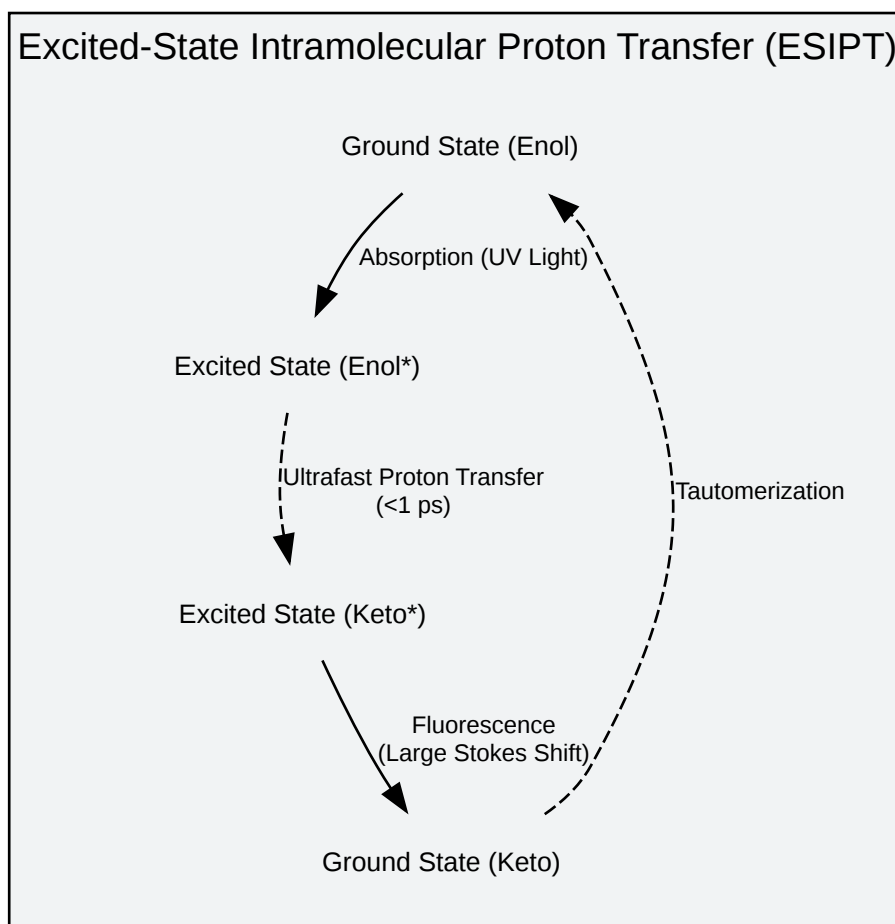 Excited-State Intramolecular Proton Transfer (ESIPT)
Ground State (Enol)
Absorption (UV Light)
Excited State (Enol*)
Ultrafast Proton Transfer
(<1 ps)
Tautomerization
Excited State (Keto*)
Fluorescence
(Large Stokes Shift)
Ground State (Keto)